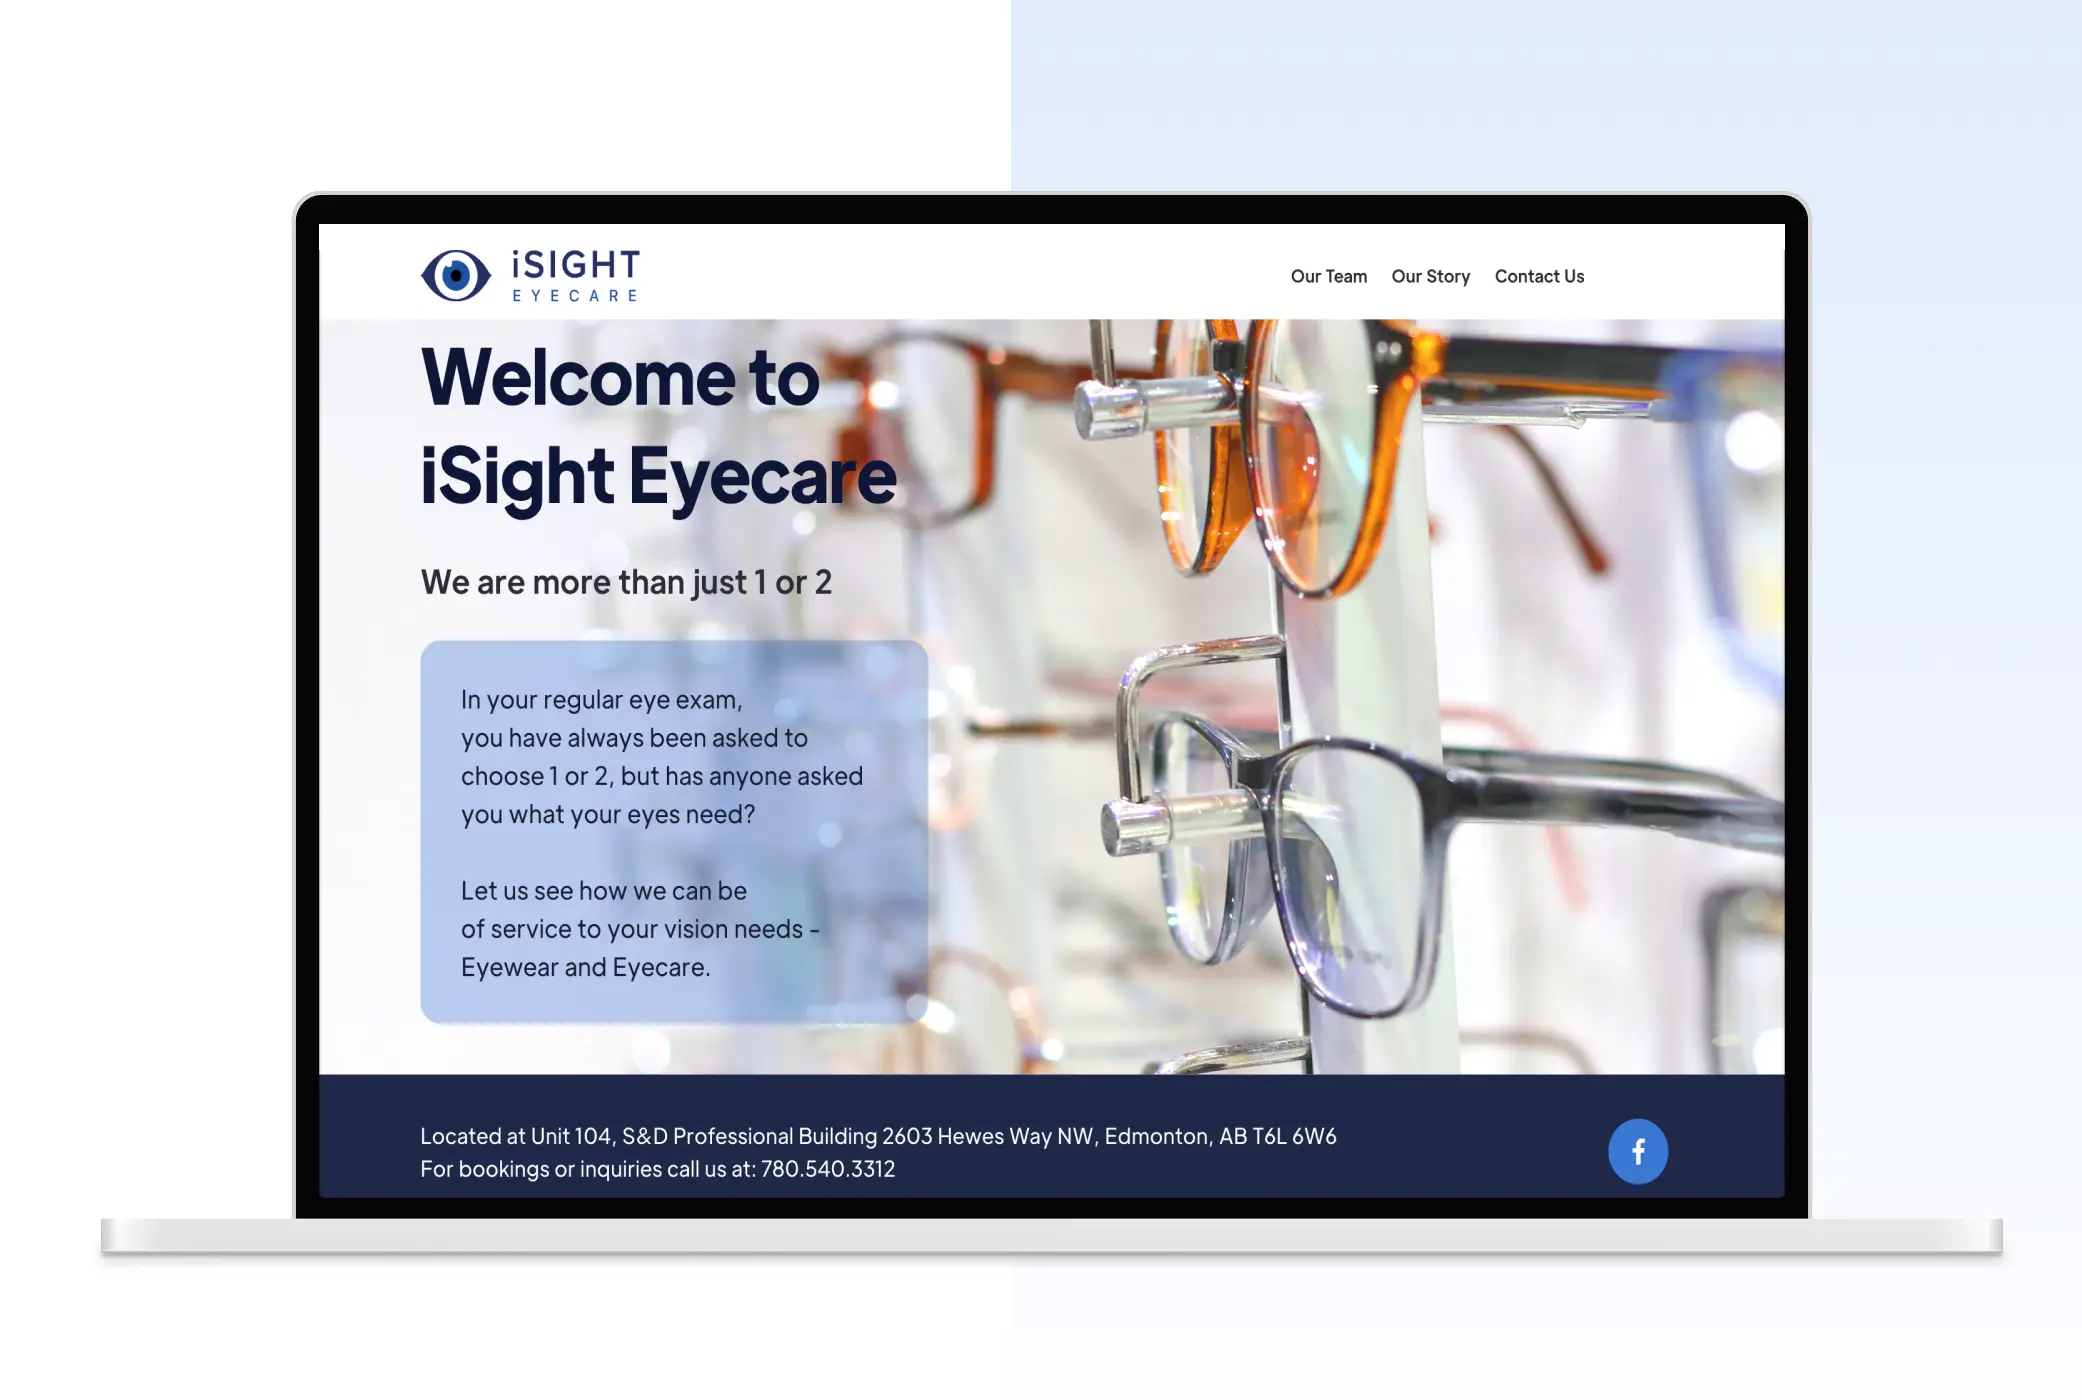 iSIGHT
EYECARE
Our Team Our Story Contact Us
Welcome to
iSight Eyecare
We are more than just 1 or 2
In your regular eye exam,
you have always been asked to
choose 1 or 2, but has anyone asked
you what your eyes need?
Let us see how we can be
of service to your vision needs -
Eyewear and Eyecare.
Located at Unit 104, S&D Professional Building 2603 Hewes Way NW, Edmonton, AB T6L 6W6
For bookings or inquiries call us at: 780.540.3312